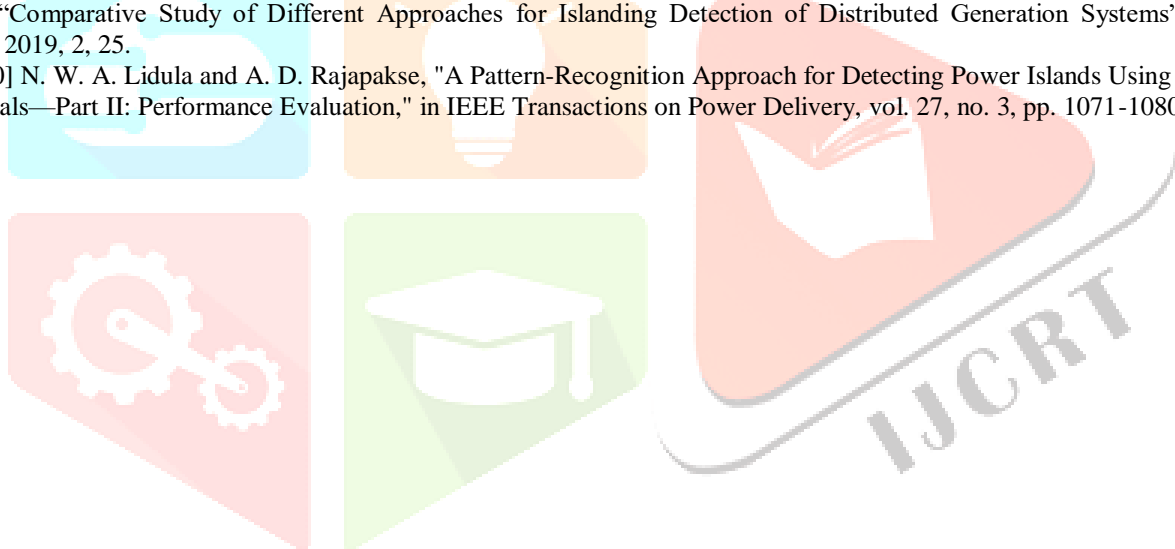 “Comparative Study of Different Approaches for Islanding Detection of Distributed Generation Systems”
2019, 2, 25.
0] N. W. A. Lidula and A. D. Rajapakse, "A Pattern-Recognition Approach for Detecting Power Islands Using
als—Part II: Performance Evaluation," in IEEE Transactions on Power Delivery, vol. 27, no. 3, pp. 1071-1080
IJCRT